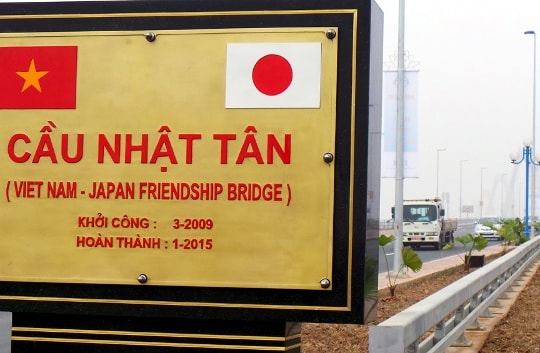 CẦU NHẬT TÂN
( VIET NAM - JAPAN FRIENDSHIP BRIDGE )
KHỞI CÔNG : 3-2009
HOÀN THÀNH : 1-2015